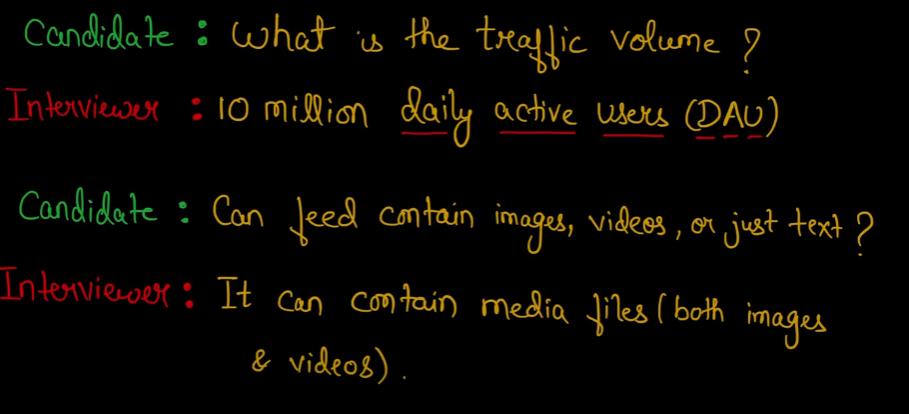 Candidate : What is the traffic volume ?
Interviewer : 10 million daily active users (DAU)
Candidate : Can feed contain images, videos, or just text ?
Interviewer : It can contain media files (both images
& videos).